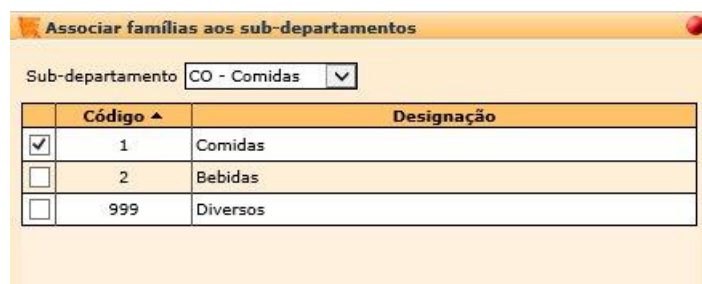 Associar famílias aos sub-departamentos
Sub-departamento CO - Comidas
Código Designação
1 Comidas
2 Bebidas
999 Diversos